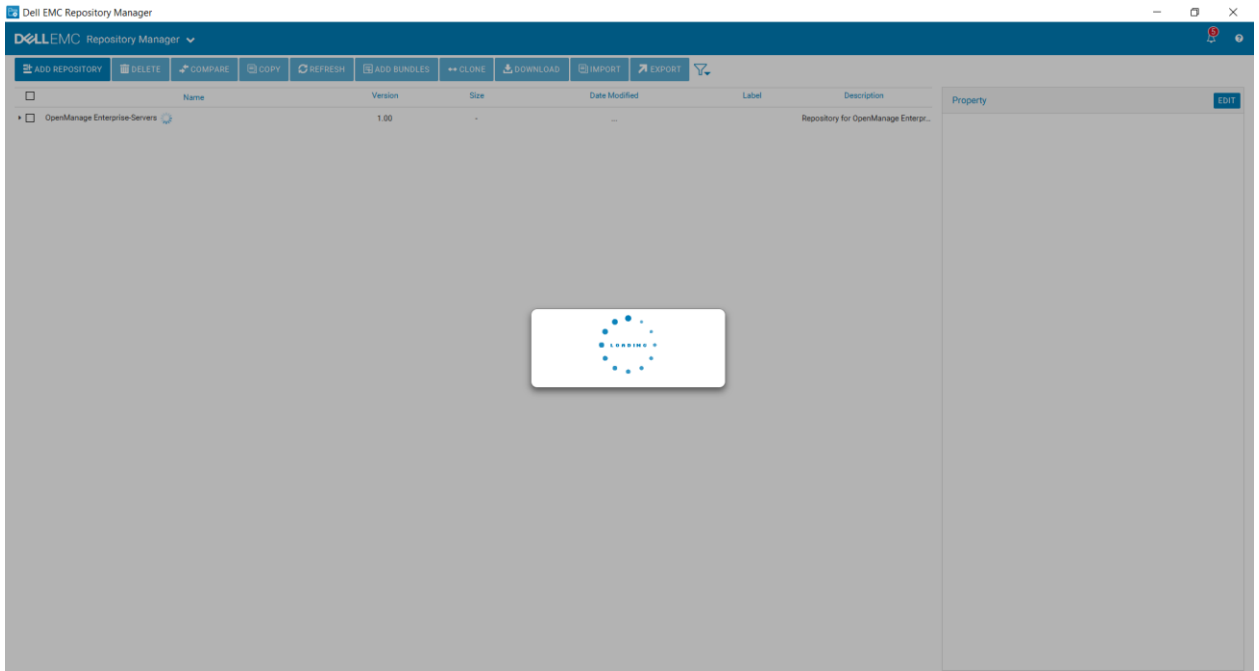 Dell EMC Repository Manager
DELLEMC Repository Manager
5
ADD REPOSITORY DELETE COMPARE COPY REFRESH ADD BUNDLES CLONE DOWNLOAD IMPORT EXPORT
Name Version Size Date Modified Label Description
Property EDIT
OpenManage Enterprise-Servers 1.00 - ... Repository for OpenManage Enterpr...
LOADING